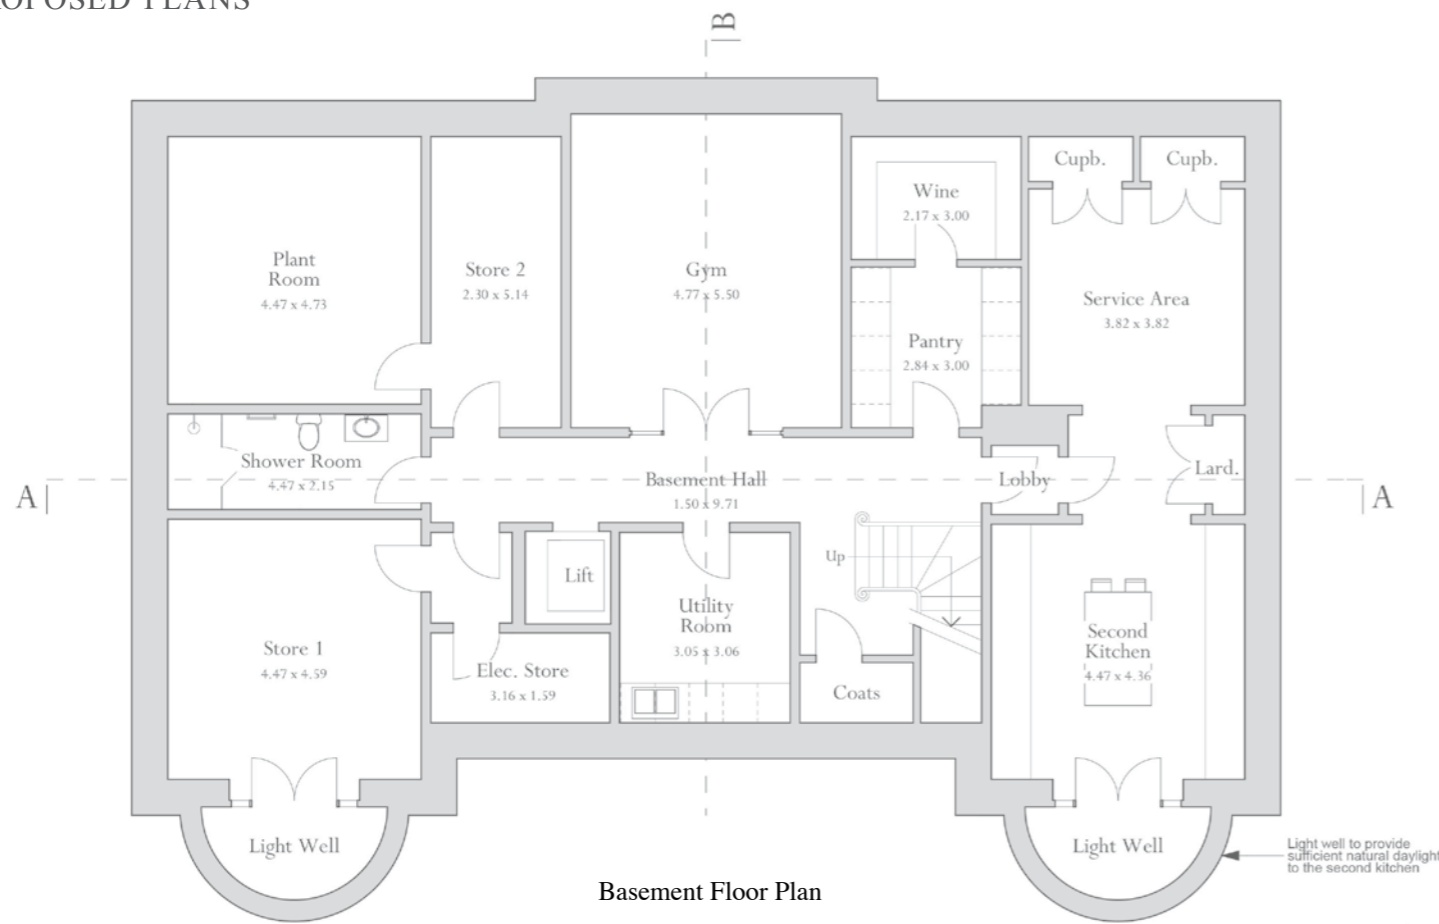 OPOSED PLANS
B
Cupb.
Cupb.
Wine
2.17 x 3.00
Plant
Room
4.47 x 4.73
Store 2
2.30 x 5.14
Gym
4.77 x 5.50
Service Area
3.82 x 3.82
Pantry
2.84 x 3.00
Shower Room
4.47 x 2.15
Basement Hall
1.50 x 9.71
Lobby
Lard.
A
A
Up
Lift
Utility
Room
3.05 x 3.06
Store 1
4.47 x 4.59
Elec. Store
3.16 x 1.59
Second
Kitchen
4.47 x 4.36
Coats
Light Well
Light Well
Light well to provide
sufficient natural daylight
to the second kitchen
Basement Floor Plan